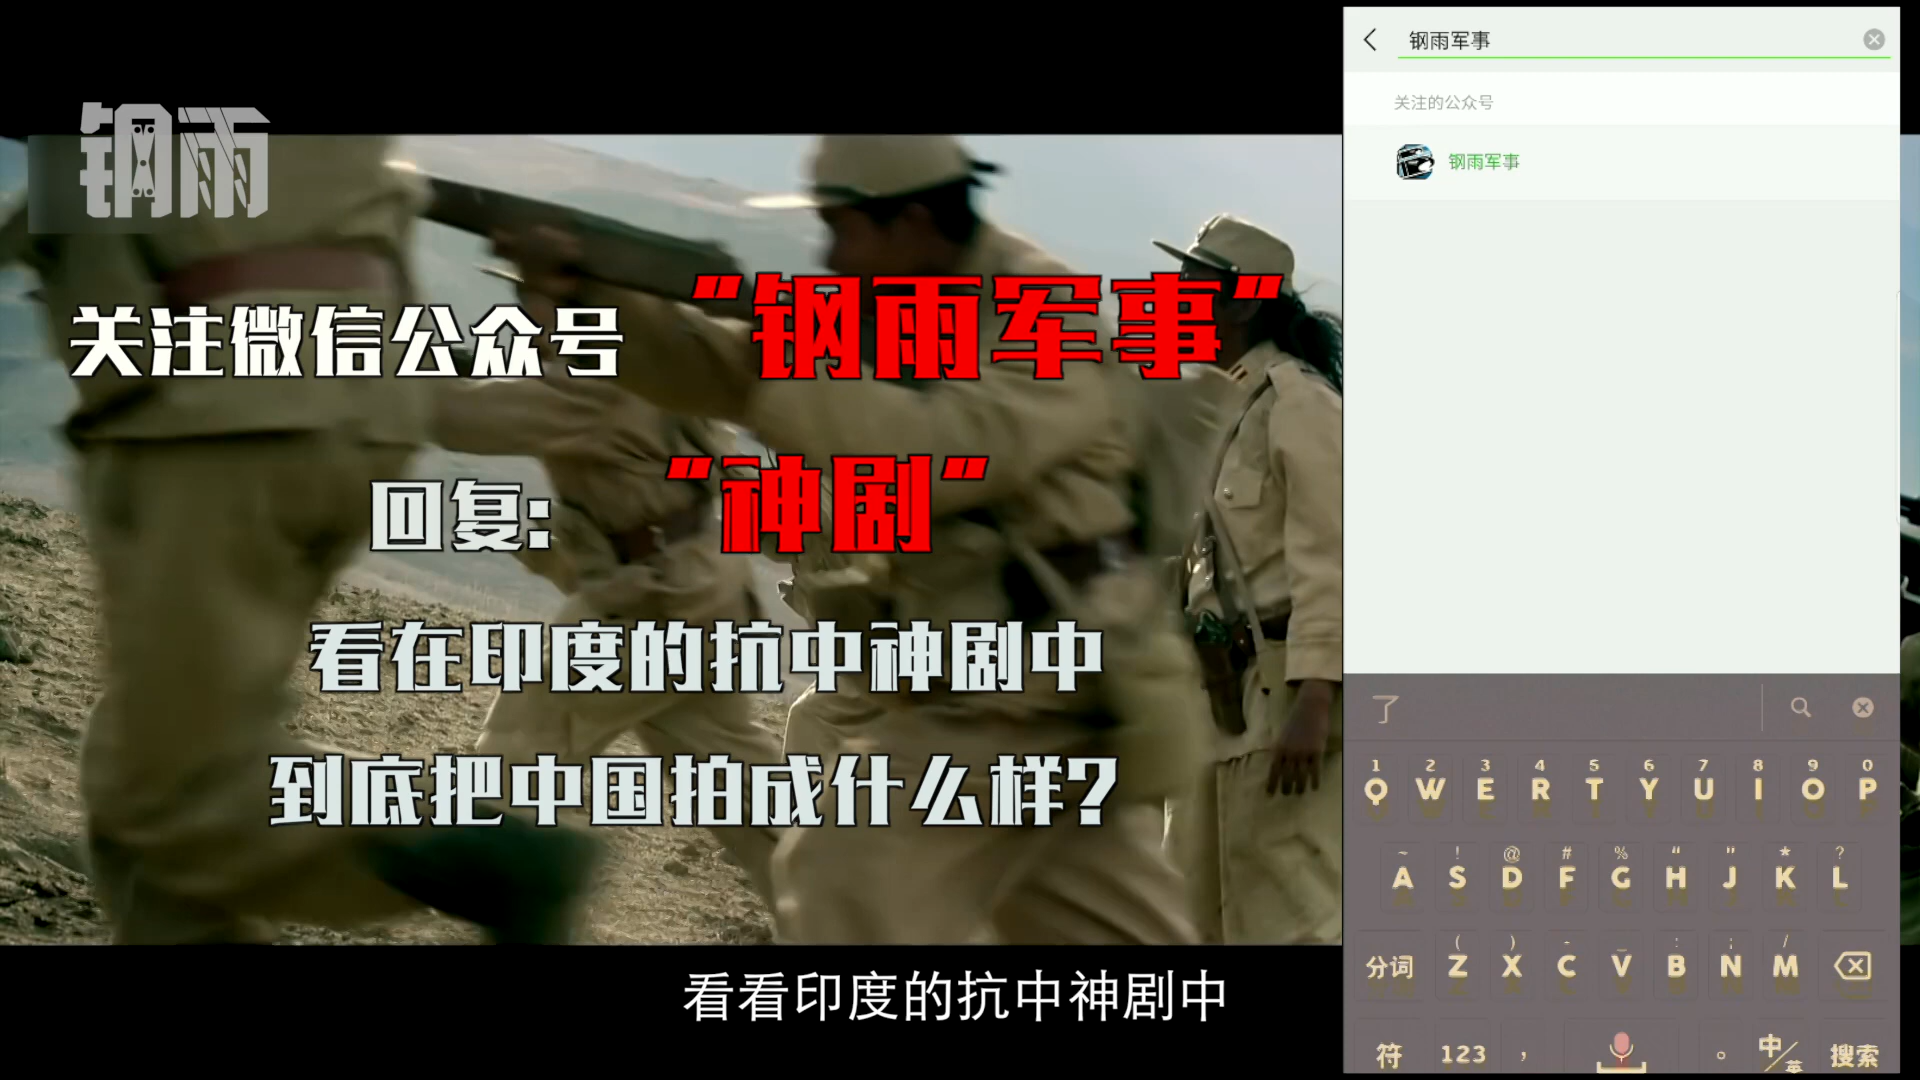 钢雨
关注微信公众号 "钢雨军事"
回复: "神剧"
看在印度的抗中神剧中
到底把中国拍成什么样?
看看印度的抗中神剧中
钢雨军事
关注的公众号
钢雨军事
了
1 2 3 4 5 6 7 8 9 0
Q W E R T Y U I O P
~ ! @ # % “ ” * ?
A S D F G H J K L
( ) - _ : ; /
分词 Z X C V B N M
符 123 , 。 中/英 搜索